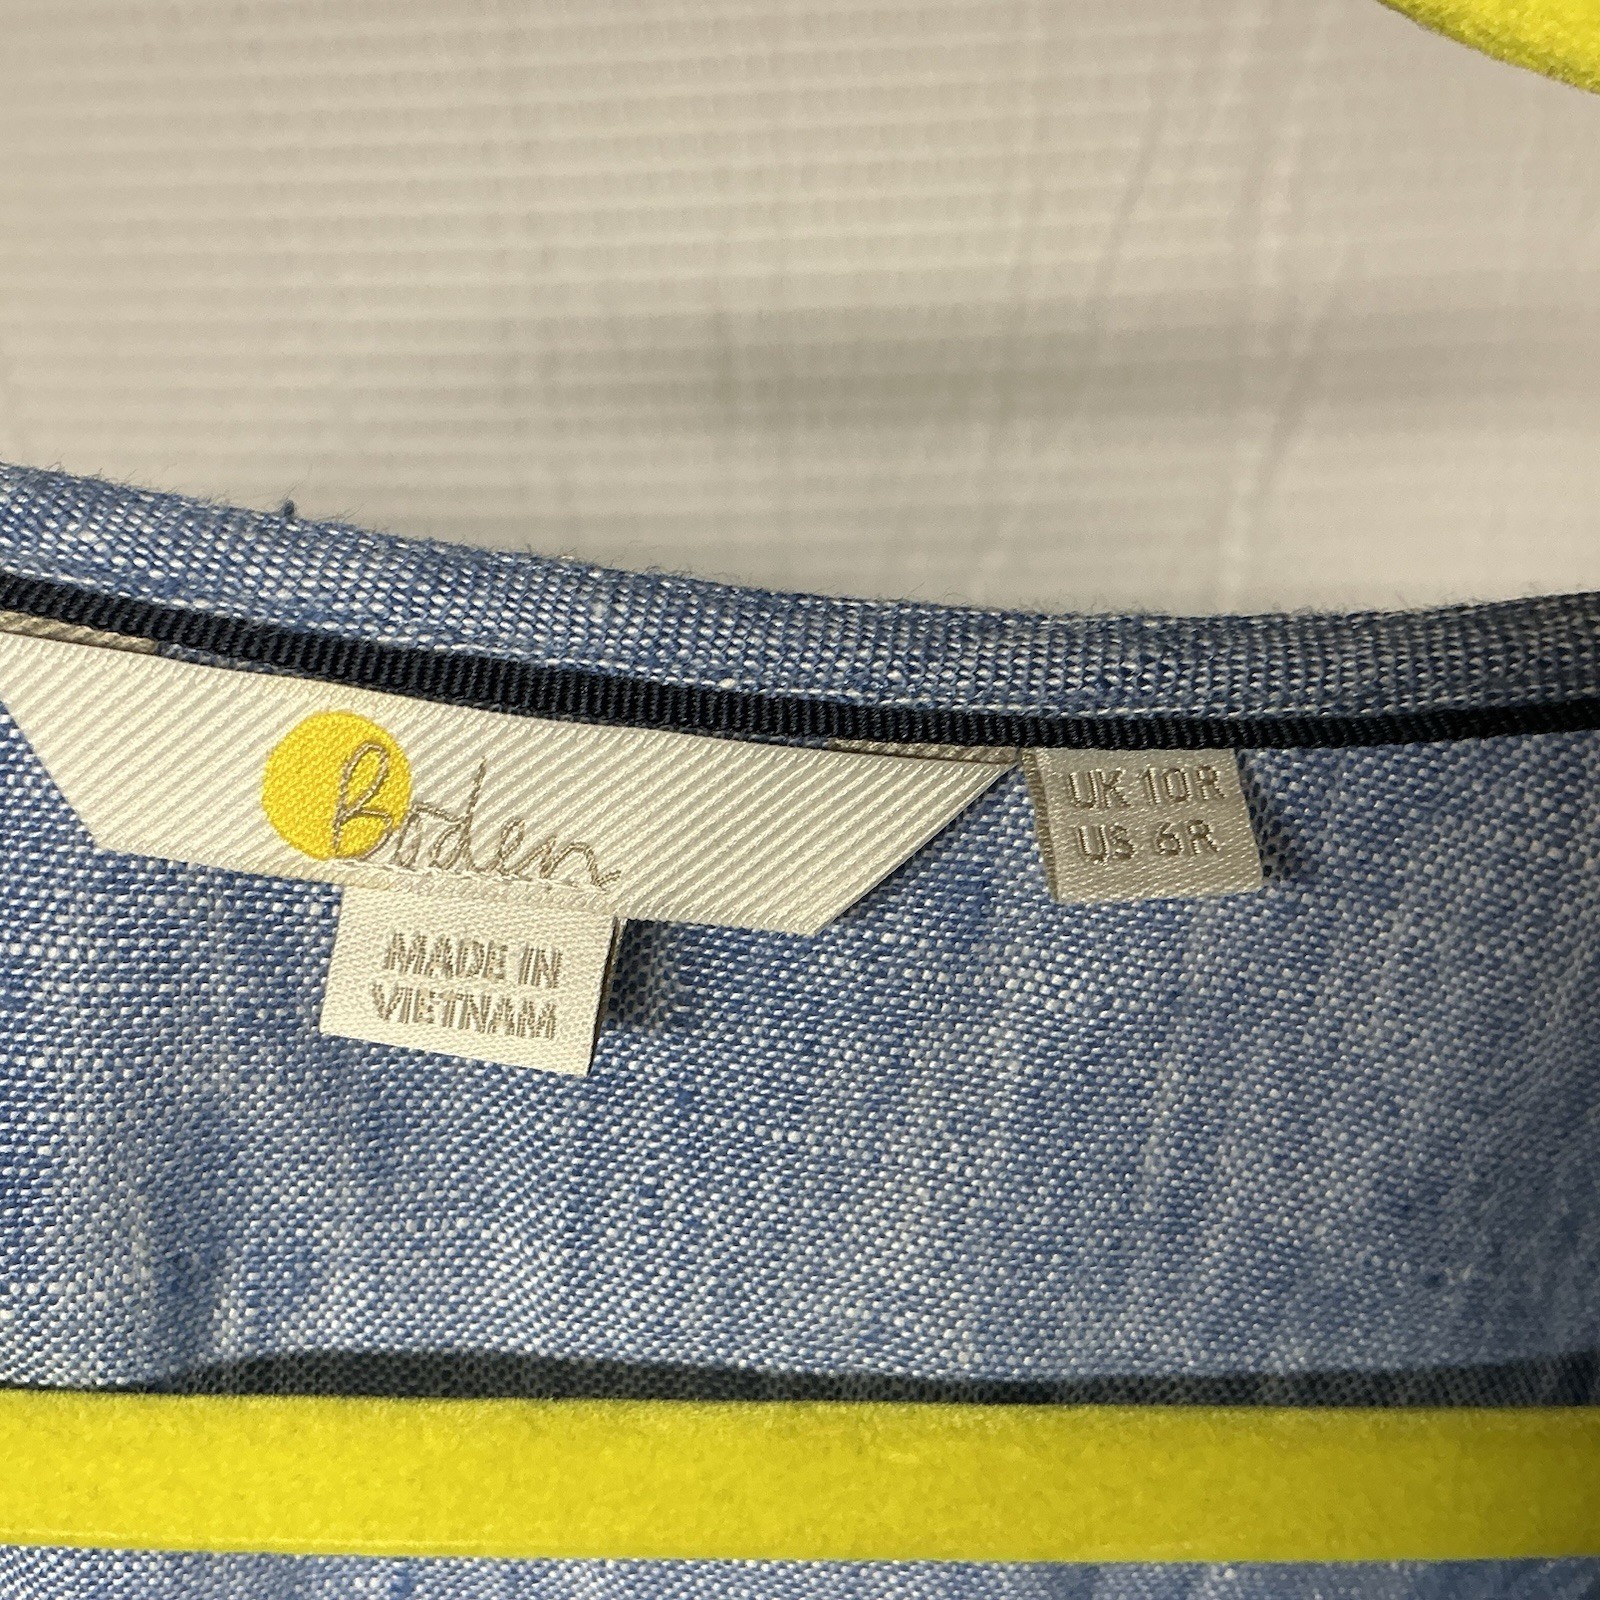 Boden
MADE IN
VIETNAM
UK 10R
US 6R